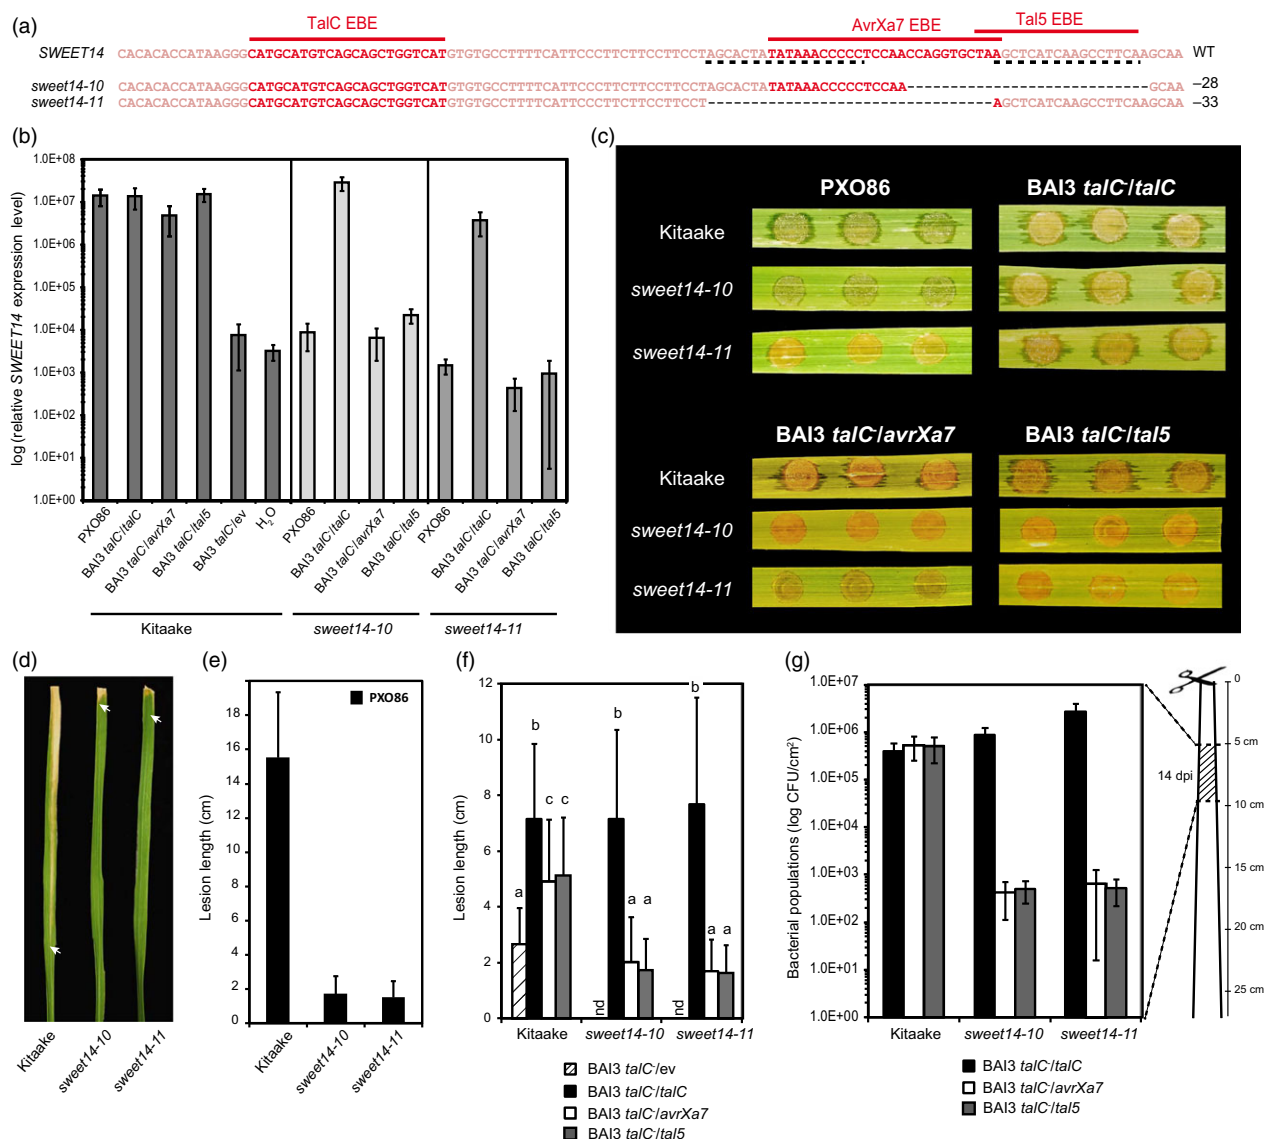 (a)
TalC EBE
AvrXa7 EBE
Tal5 EBE
SWEET14 CACACACCATAAGGGCATGCATGTCAGCAGCTGGTCATGTGTGCCTTTTCATTCCCTTCTTCCTTCCTAGCACTATATAAACCCCCTCCAACCAGGTGCTAAGCTCATCAAGCCTTCAAGCAA WT
sweet14-10 CACACACCATAAGGGCATGCATGTCAGCAGCTGGTCATGTGTGCCTTTTCATTCCCTTCTTCCTTCCTAGCACTATATAAACCCCCTCCAA----------------------------GCAA –28
sweet14-11 CACACACCATAAGGGCATGCATGTCAGCAGCTGGTCATGTGTGCCTTTTCATTCCCTTCTTCCTTCCT---------------------------------AGCTCATCAAGCCTTCAAGCAA –33
(b)
log (relative SWEET14 expression level)
1.0E+08
1.0E+07
1.0E+06
1.0E+05
1.0E+04
1.0E+03
1.0E+02
1.0E+01
1.0E+00
PXO86
BAI3 talC-/talC
BAI3 talC-/avrXa7
BAI3 talC-/tal5
BAI3 talC-/ev
H2O
PXO86
BAI3 talC-/talC
BAI3 talC-/avrXa7
BAI3 talC-/tal5
PXO86
BAI3 talC-/talC
BAI3 talC-/avrXa7
BAI3 talC-/tal5
Kitaake
sweet14-10
sweet14-11
(c)
PXO86
BAI3 talC-/talC
Kitaake
sweet14-10
sweet14-11
BAI3 talC-/avrXa7
BAI3 talC-/tal5
Kitaake
sweet14-10
sweet14-11
(d)
Kitaake
sweet14-10
sweet14-11
(e)
Lesion length (cm)
18
16
14
12
10
8
6
4
2
0
PXO86
Kitaake
sweet14-10
sweet14-11
(f)
Lesion length (cm)
12
10
8
6
4
2
0
a
b
c
c
nd
b
a
a
nd
b
a
a
Kitaake
sweet14-10
sweet14-11
BAI3 talC-/ev
BAI3 talC-/talC
BAI3 talC-/avrXa7
BAI3 talC-/tal5
(g)
Bacterial populations (log CFU/cm2)
1.0E+07
1.0E+06
1.0E+05
1.0E+04
1.0E+03
1.0E+02
1.0E+01
1.0E+00
Kitaake
sweet14-10
sweet14-11
BAI3 talC-/talC
BAI3 talC-/avrXa7
BAI3 talC-/tal5
14 dpi
0
5 cm
10 cm
15 cm
20 cm
25 cm